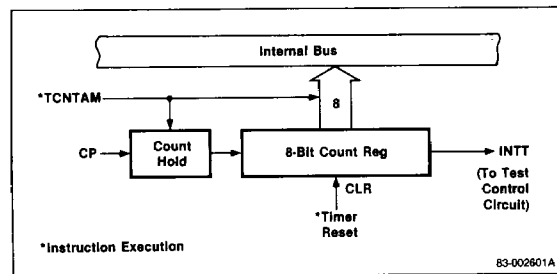 Internal Bus
*TCNTAM
8
CP
Count
Hold
8-Bit Count Reg
INTT
(To Test
Control
Circuit)
CLR
*Timer
Reset
*Instruction Execution
83-002601A